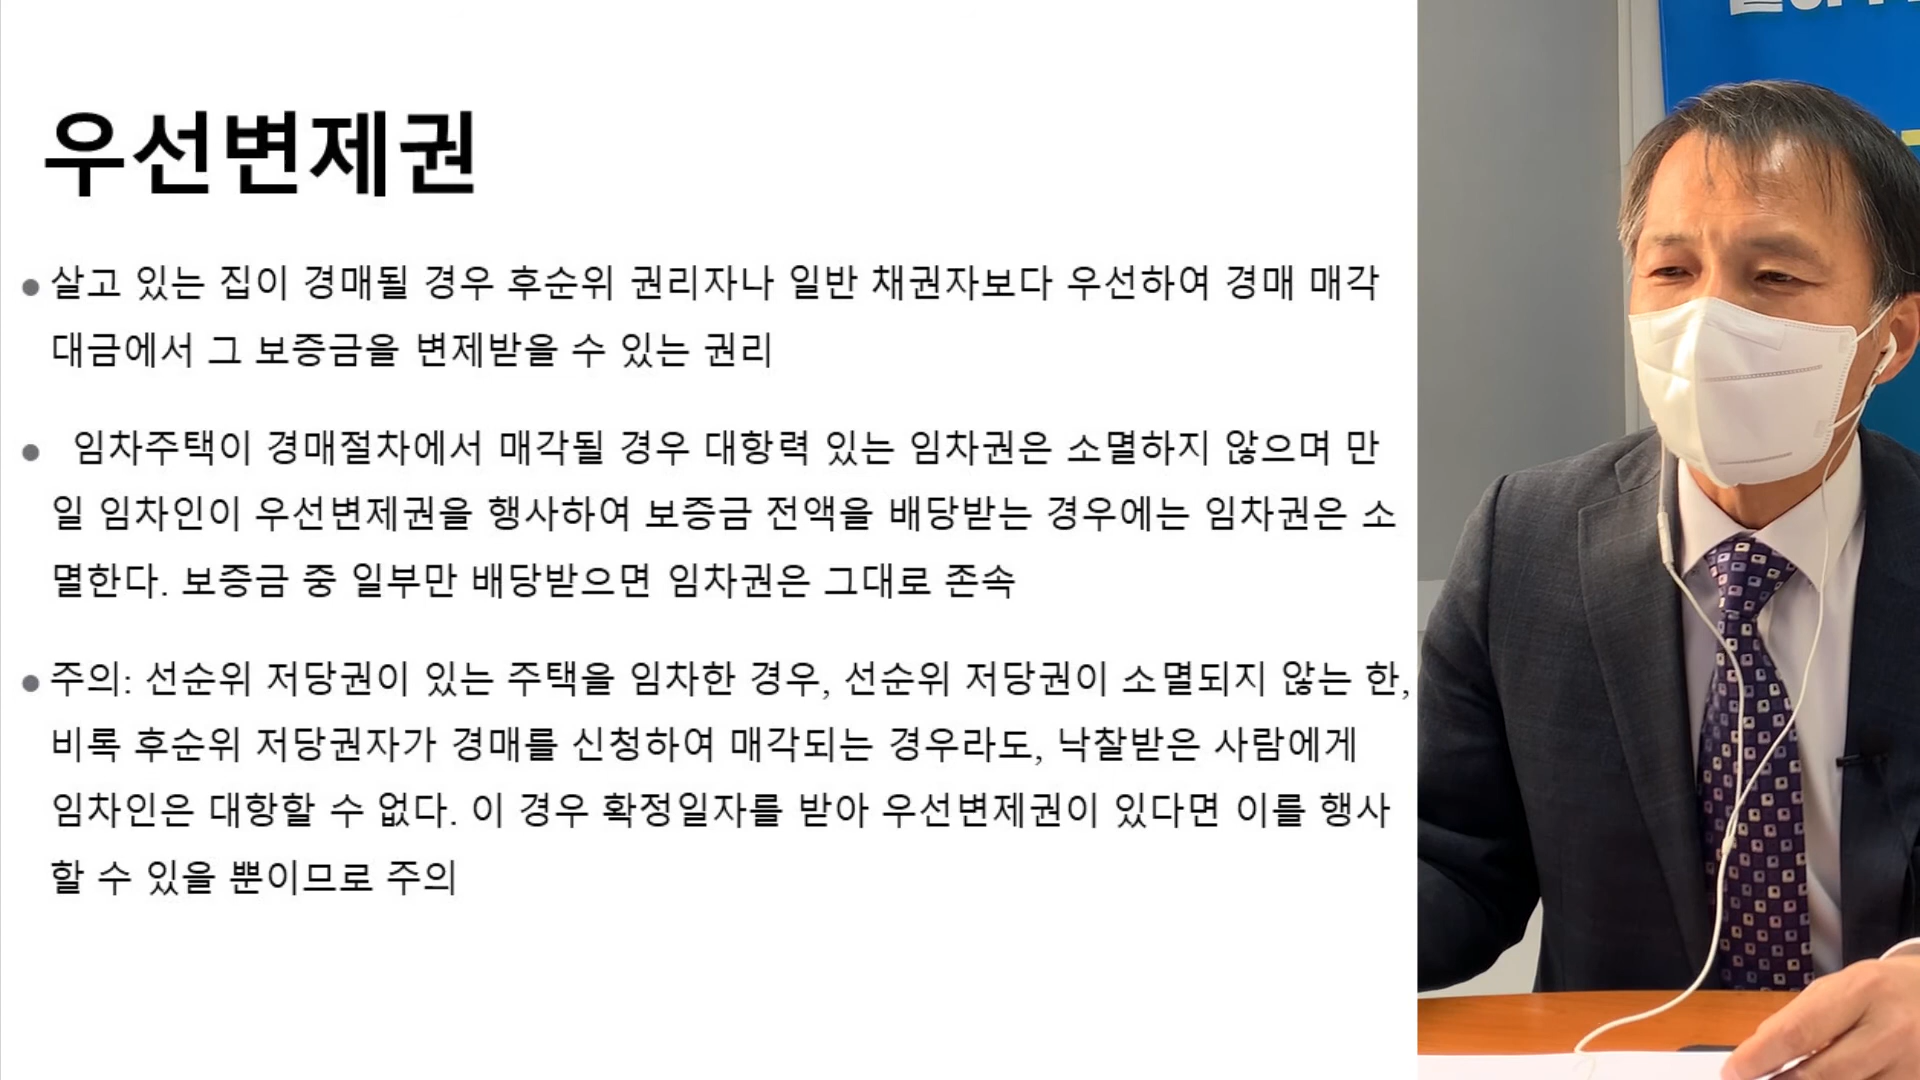 우선변제권
살고 있는 집이 경매될 경우 후순위 권리자나 일반 채권자보다 우선하여 경매 매각
대금에서 그 보증금을 변제받을 수 있는 권리
임차주택이 경매절차에서 매각될 경우 대항력 있는 임차권은 소멸하지 않으며 만
일 임차인이 우선변제권을 행사하여 보증금 전액을 배당받는 경우에는 임차권은 소
멸한다. 보증금 중 일부만 배당받으면 임차권은 그대로 존속
주의: 선순위 저당권이 있는 주택을 임차한 경우, 선순위 저당권이 소멸되지 않는 한,
비록 후순위 저당권자가 경매를 신청하여 매각되는 경우라도, 낙찰받은 사람에게
임차인은 대항할 수 없다. 이 경우 확정일자를 받아 우선변제권이 있다면 이를 행사
할 수 있을 뿐이므로 주의